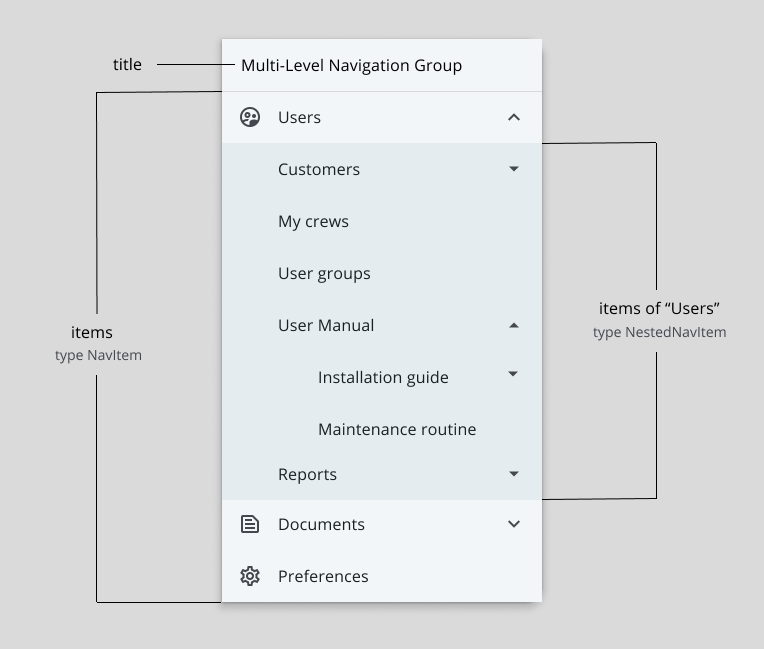 title
Multi-Level Navigation Group
Users
Customers
My crews
User groups
items of “Users”
type NestedNavItem
User Manual
items
type NavItem
Installation guide
Maintenance routine
Reports
Documents
Preferences